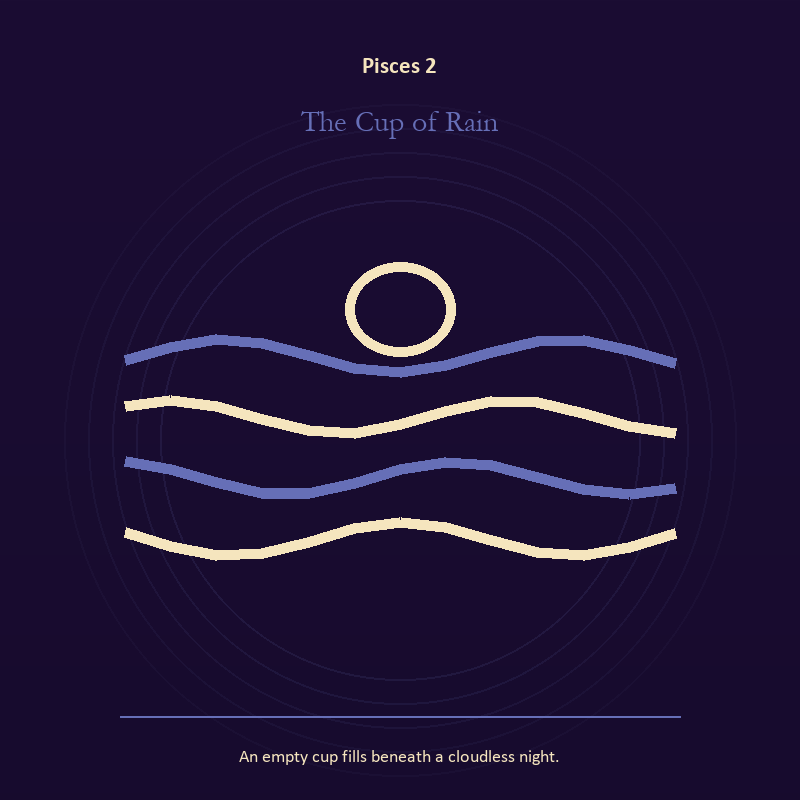 Pisces 2
The Cup of Rain
An empty cup fills beneath a cloudless night.